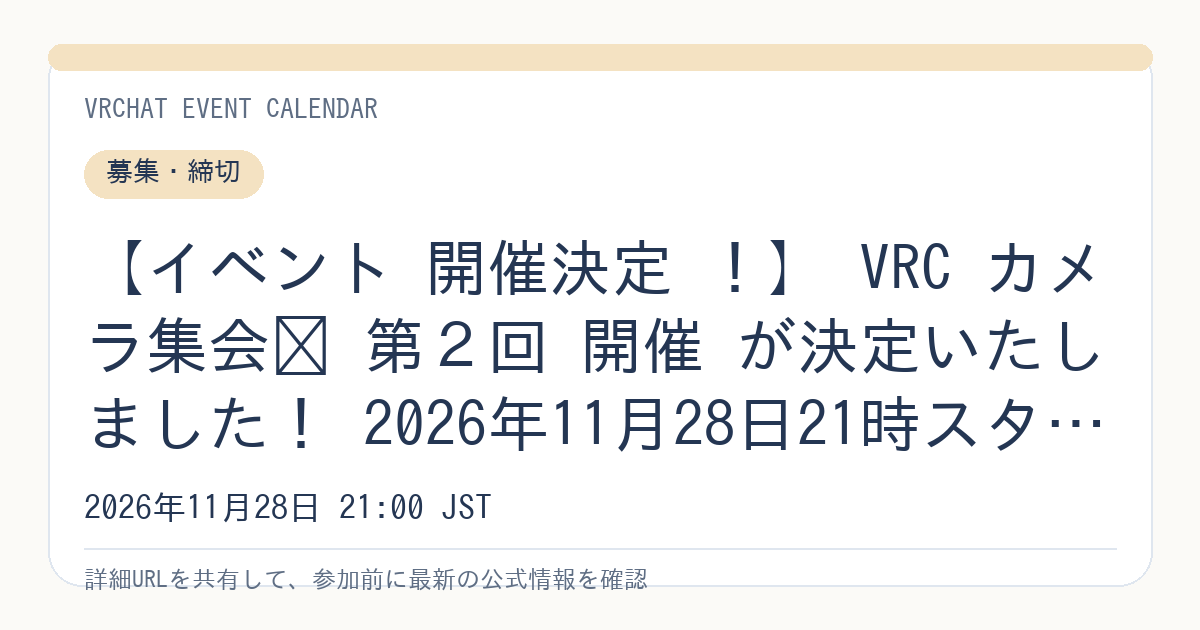 VRCHAT EVENT CALENDAR
募集・締切
【イベント 開催決定 ！】 VRC カメ
ラ集会 第２回 開催 が決定いたし
ました！ 2026年11月28日21時スタ…
2026年11月28日 21:00 JST
詳細URLを共有して、参加前に最新の公式情報を確認